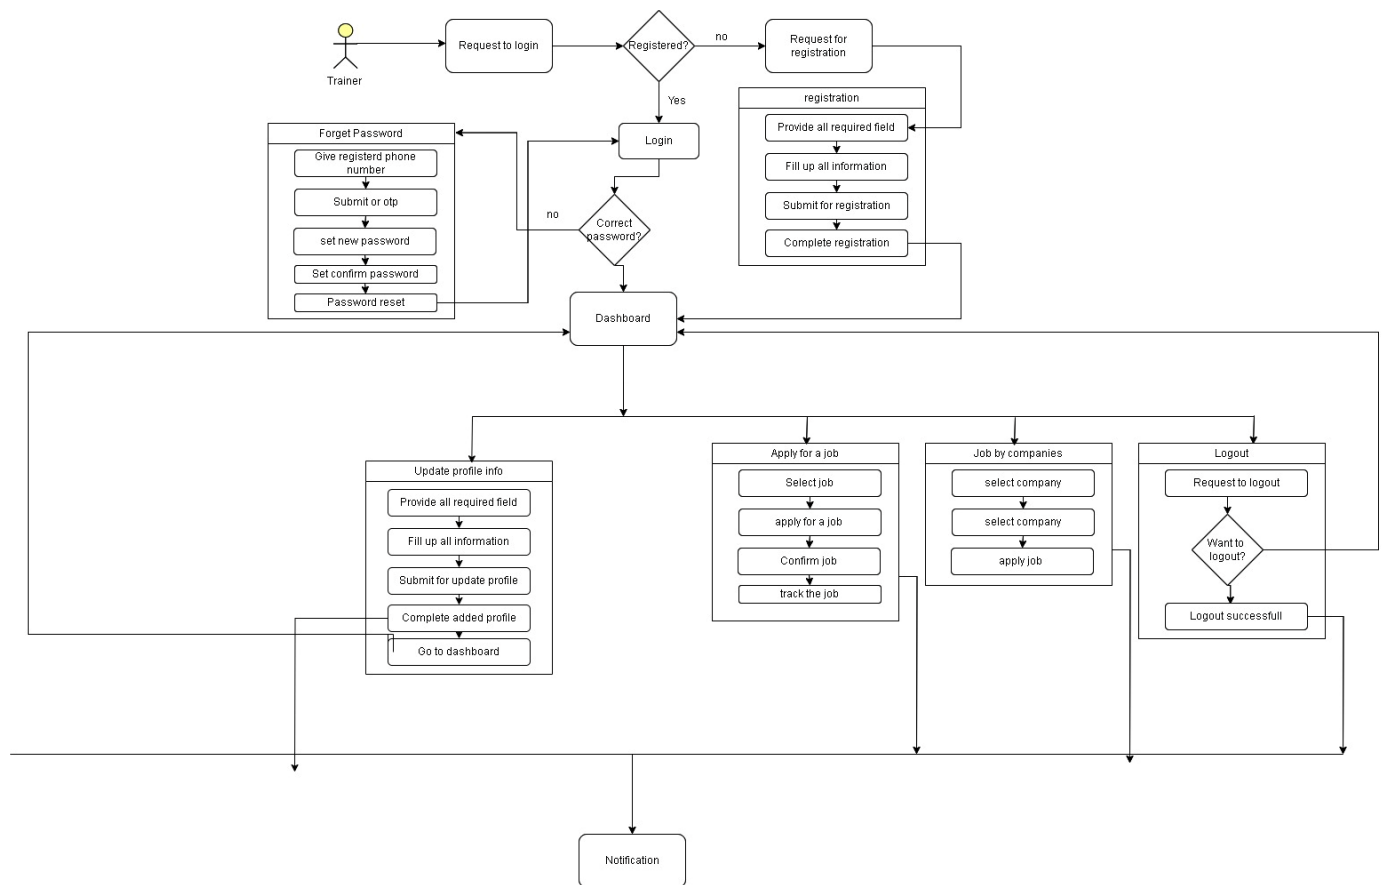 Trainer
Request to login
Registered?
no
Request for
registration
Yes
registration
Provide all required field
Fill up all information
Submit for registration
Complete registration
Login
Forget Password
Give registerd phone
number
Submit or otp
set new password
Set confirm password
Password reset
no
Correct
password?
Dashboard
Update profile info
Provide all required field
Fill up all information
Submit for update profile
Complete added profile
Go to dashboard
Apply for a job
Select job
apply for a job
Confirm job
track the job
Job by companies
select company
select company
apply job
Logout
Request to logout
Want to
logout?
Logout successfull
Notification